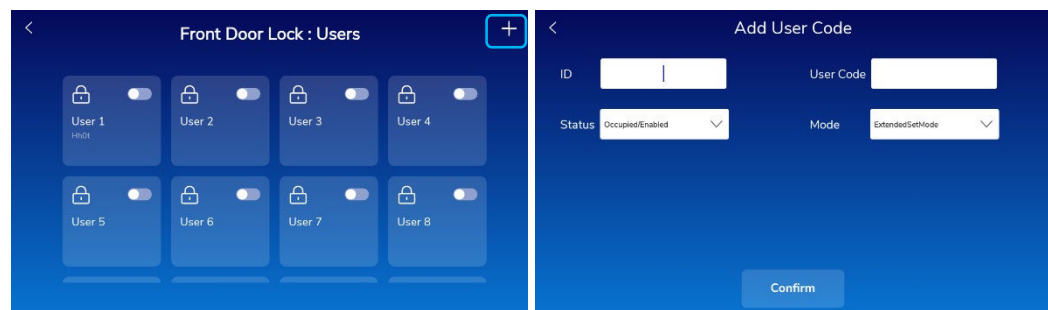 Front Door Lock : Users
User 1
Hh0t
User 2
User 3
User 4
User 5
User 6
User 7
User 8
Add User Code
ID
User Code
Status Occupied/Enabled
Mode ExtendedSetMode
Confirm